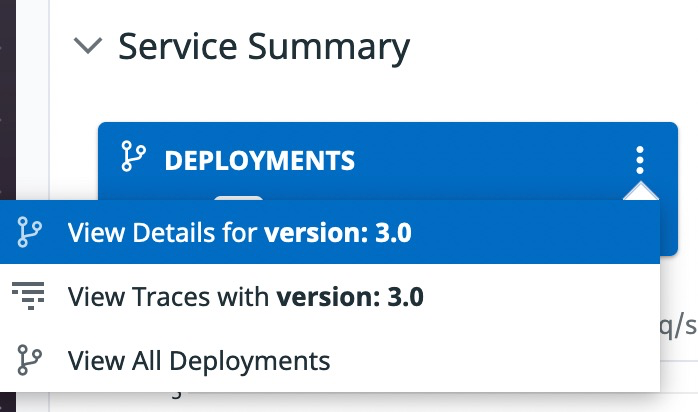 Service Summary
DEPLOYMENTS
View Details for version: 3.0
View Traces with version: 3.0
q/s
View All Deployments